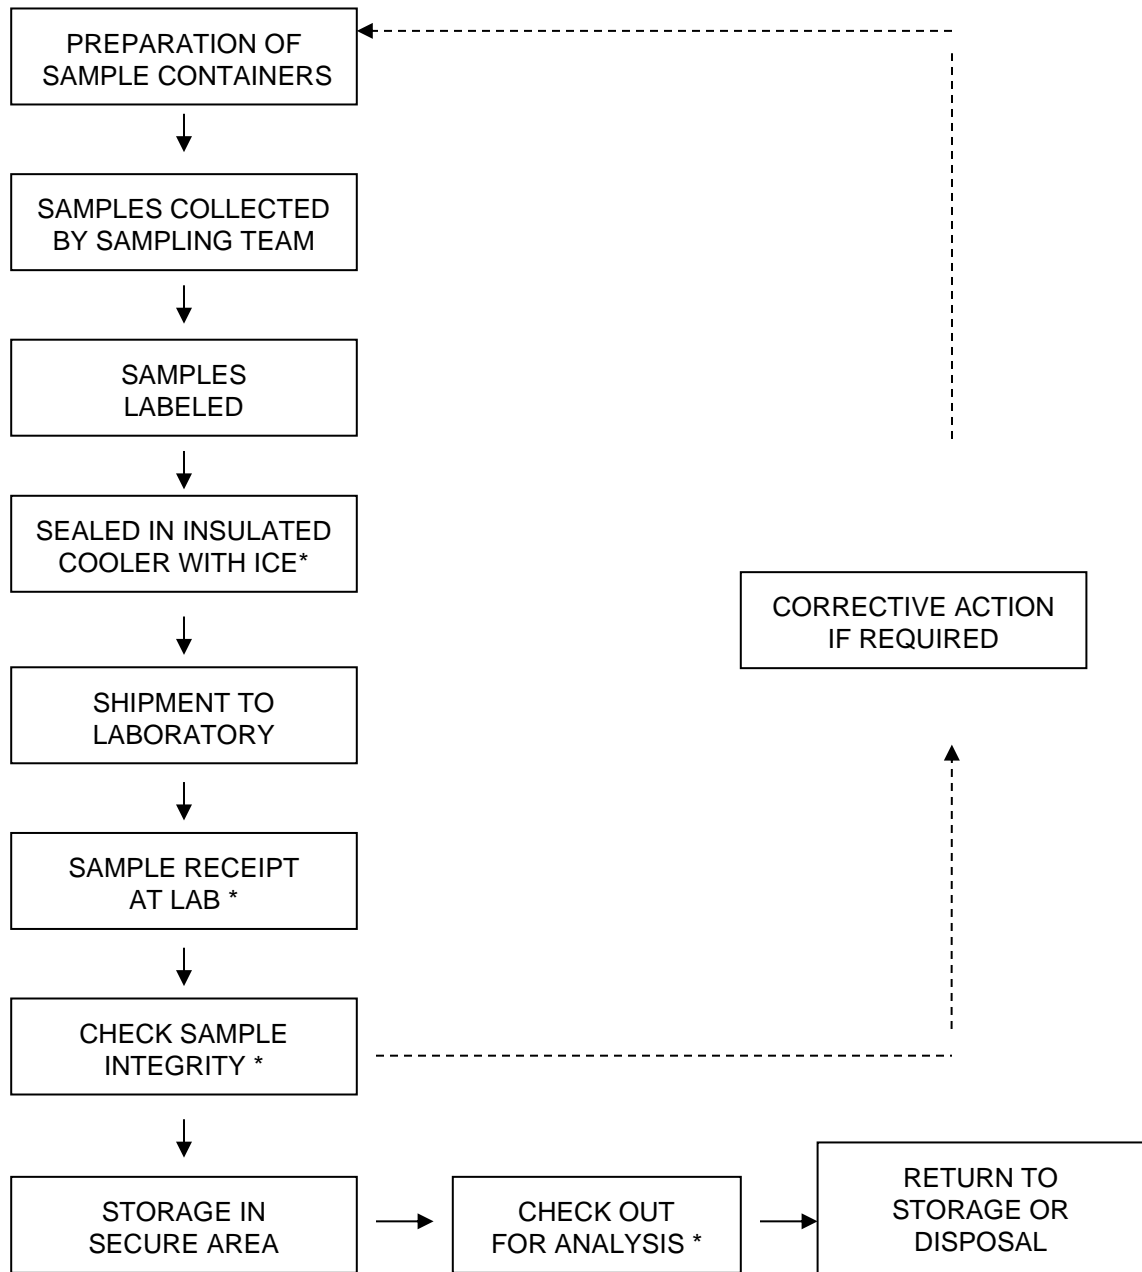 PREPARATION OF
SAMPLE CONTAINERS
SAMPLES COLLECTED
BY SAMPLING TEAM
SAMPLES
LABELED
SEALED IN INSULATED
COOLER WITH ICE*
CORRECTIVE ACTION
IF REQUIRED
SHIPMENT TO
LABORATORY
SAMPLE RECEIPT
AT LAB *
CHECK SAMPLE
INTEGRITY *
STORAGE IN
SECURE AREA
CHECK OUT
FOR ANALYSIS *
RETURN TO
STORAGE OR
DISPOSAL